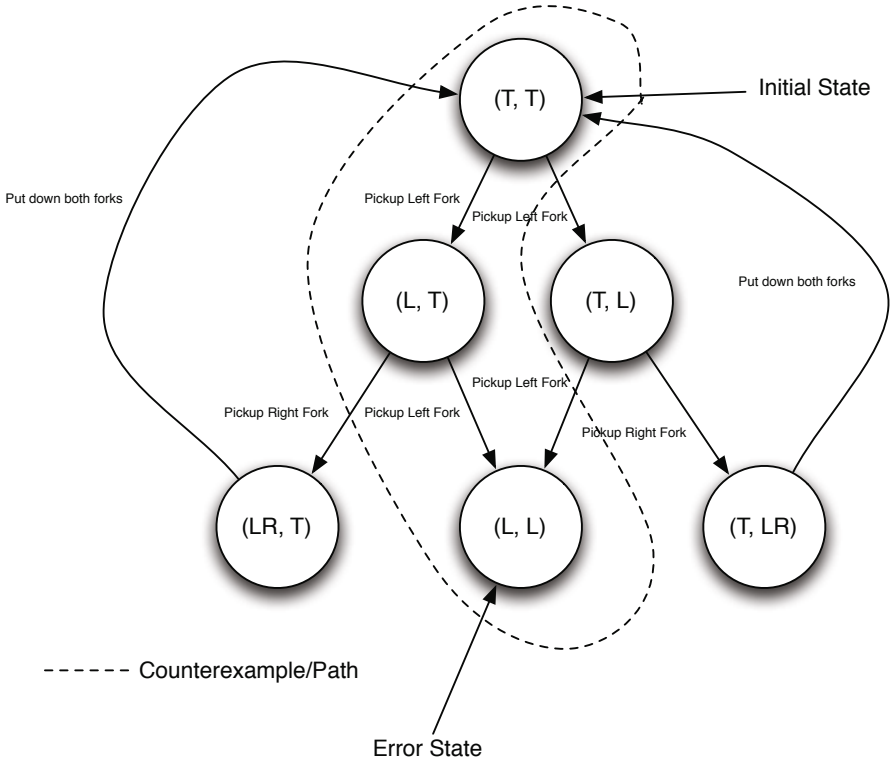 (T, T)
Initial State
Put down both forks
Pickup Left Fork
Pickup Left Fork
(L, T)
(T, L)
Put down both forks
Pickup Left Fork
Pickup Right Fork
Pickup Left Fork
Pickup Right Fork
(LR, T)
(L, L)
(T, LR)
Counterexample/Path
Error State